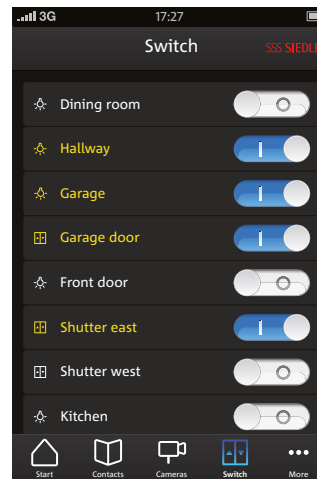 3G 17:27
Switch SSS SIEDL
Dining room
Hallway
Garage
Garage door
Front door
Shutter east
Shutter west
Kitchen
Start Contacts Cameras Switch More